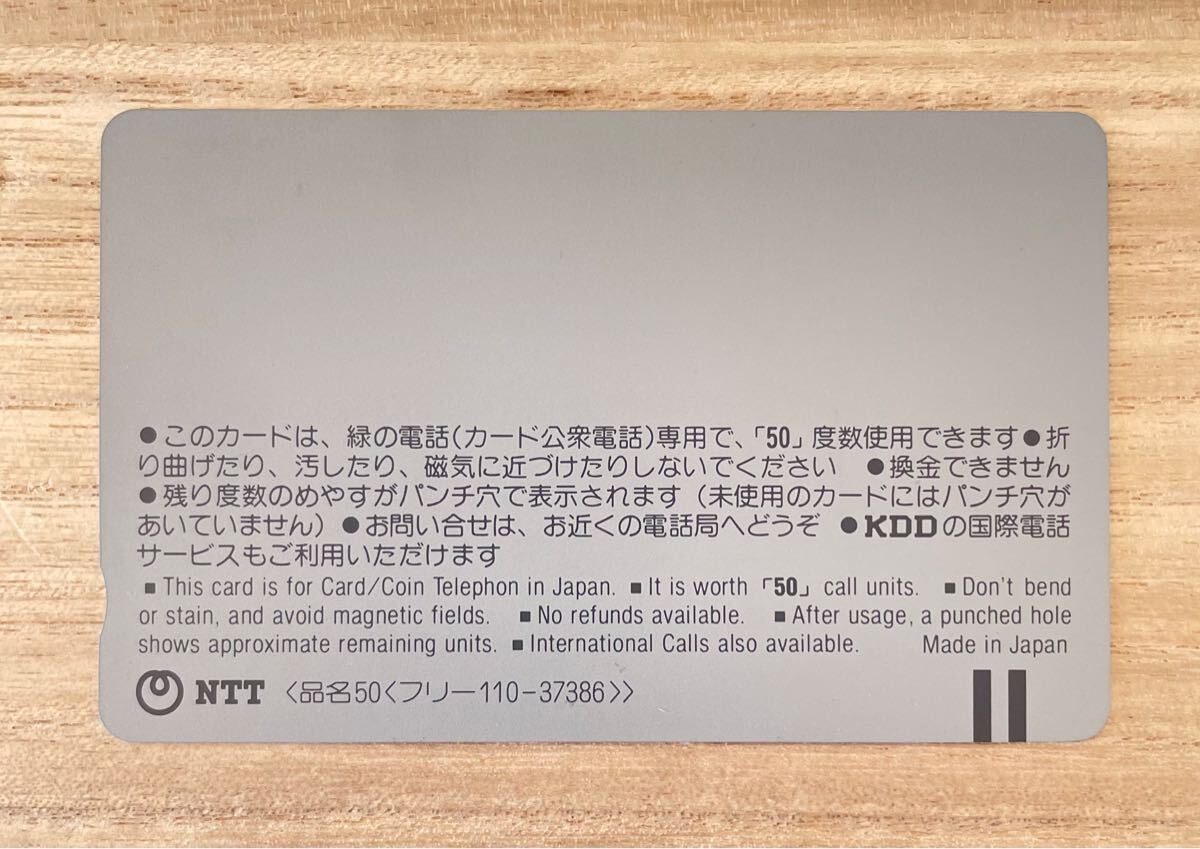 ●このカードは、緑の電話(カード公衆電話)専用で、「50」度数使用できます●折
り曲げたり、汚したり、磁気に近づけたりしないでください ●換金できません
●残り度数のめやすがパンチ穴で表示されます(未使用のカードにはパンチ穴が
あいていません)●お問い合せは、お近くの電話局へどうぞ ●KDDの国際電話
サービスもご利用いただけます
■ This card is for Card/Coin Telephon in Japan. ■ It is worth 「50」 call units. ■ Don't bend
or stain, and avoid magnetic fields. ■ No refunds available. ■ After usage, a punched hole
shows approximate remaining units. ■ International Calls also available. Made in Japan
NTT 〈品名50〈フリー110-37386〉〉